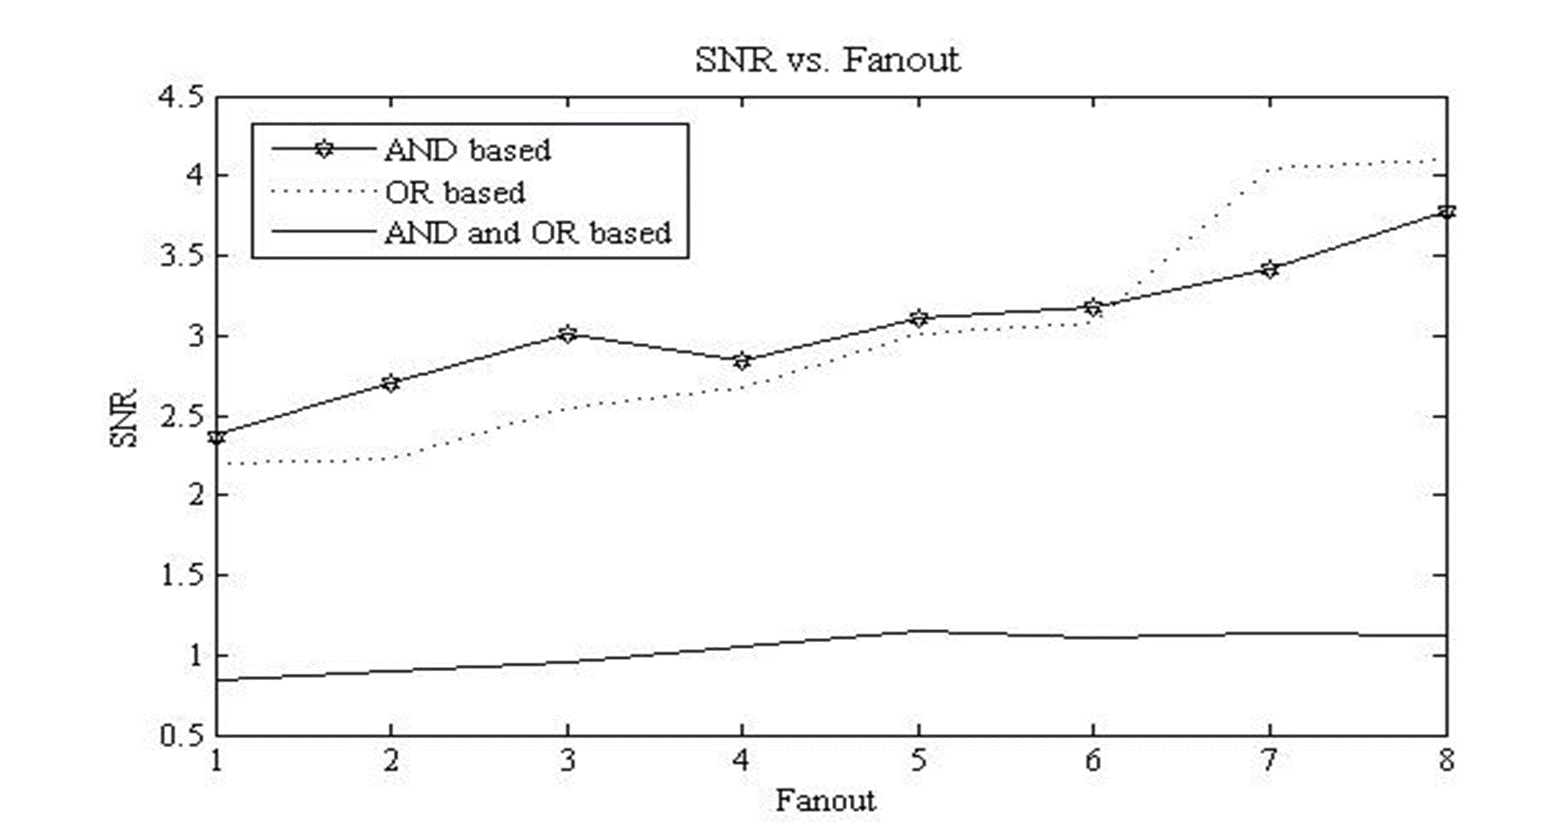 SNR vs. Fanout
4.5
4
3.5
3
2.5
2
1.5
1
0.5
SNR
AND based
OR based
AND and OR based
1 2 3 4 5 6 7 8
Fanout